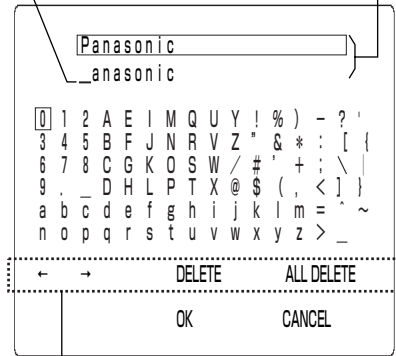 Panasonic
_anasonic
0 1 2 A E I M Q U Y ! % ) - ? '
3 4 5 B F J N R V Z " & * : [ {
6 7 8 C G K O S W / # ' + ; \ |
9 . _ D H L P T X @ $ ( , < ] }
a b c d e f g h i j k l m = ^ ~
n o p q r s t u v w x y z > _
← → DELETE ALL DELETE
OK CANCEL